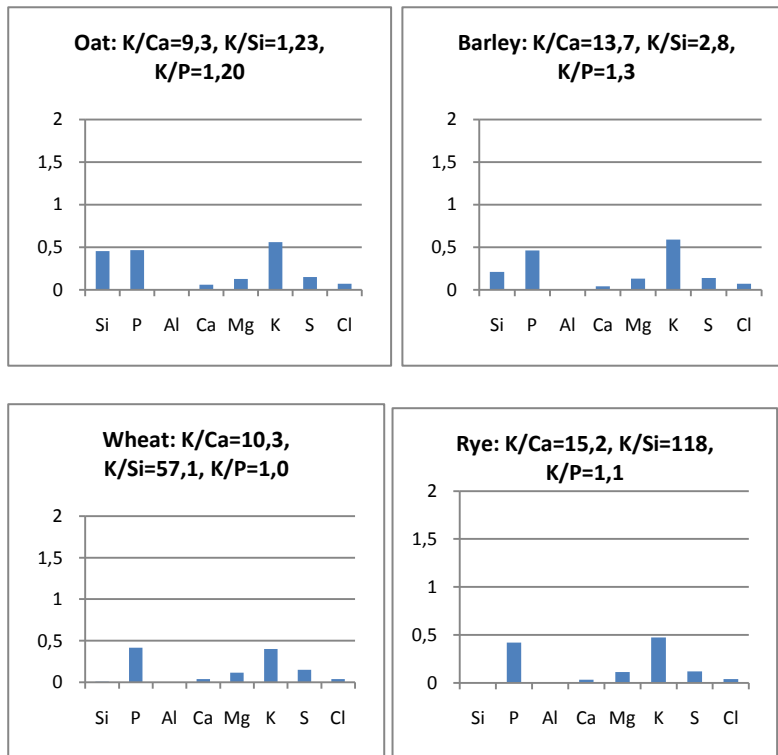 Oat: K/Ca=9,3, K/Si=1,23,
K/P=1,20
2
1,5
1
0,5
0
Si P Al Ca Mg K S Cl
Barley: K/Ca=13,7, K/Si=2,8,
K/P=1,3
2
1,5
1
0,5
0
Si P Al Ca Mg K S Cl
Wheat: K/Ca=10,3,
K/Si=57,1, K/P=1,0
2
1,5
1
0,5
0
Si P Al Ca Mg K S Cl
Rye: K/Ca=15,2, K/Si=118,
K/P=1,1
2
1,5
1
0,5
0
Si P Al Ca Mg K S Cl